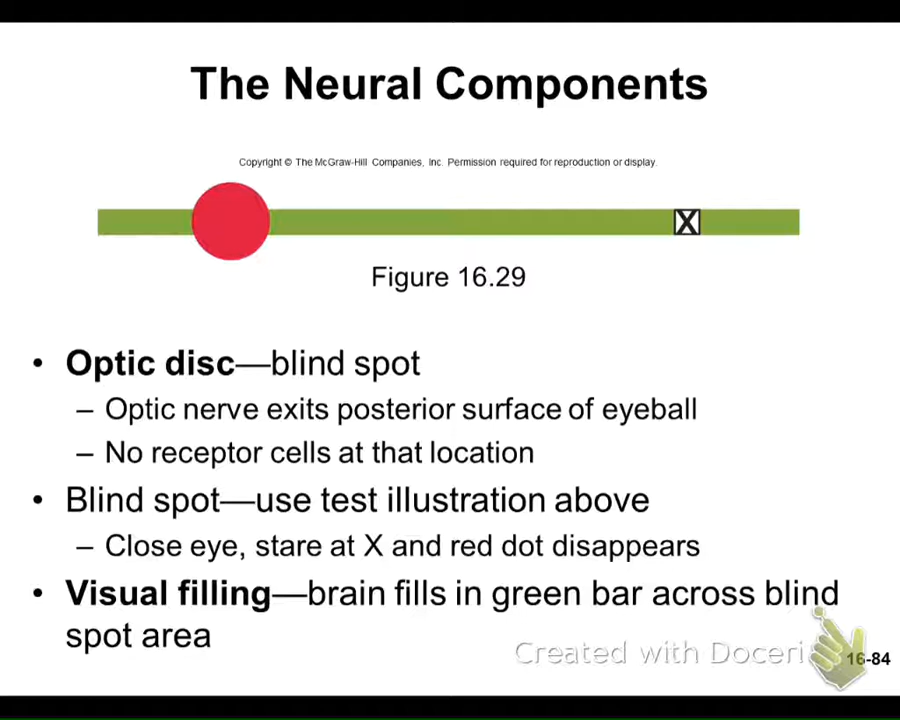 The Neural Components
Copyright © The McGraw-Hill Companies, Inc. Permission required for reproduction or display.
X
Figure 16.29
• Optic disc—blind spot
– Optic nerve exits posterior surface of eyeball
– No receptor cells at that location
• Blind spot—use test illustration above
– Close eye, stare at X and red dot disappears
• Visual filling—brain fills in green bar across blind
spot area
Created with Doceri
16-84